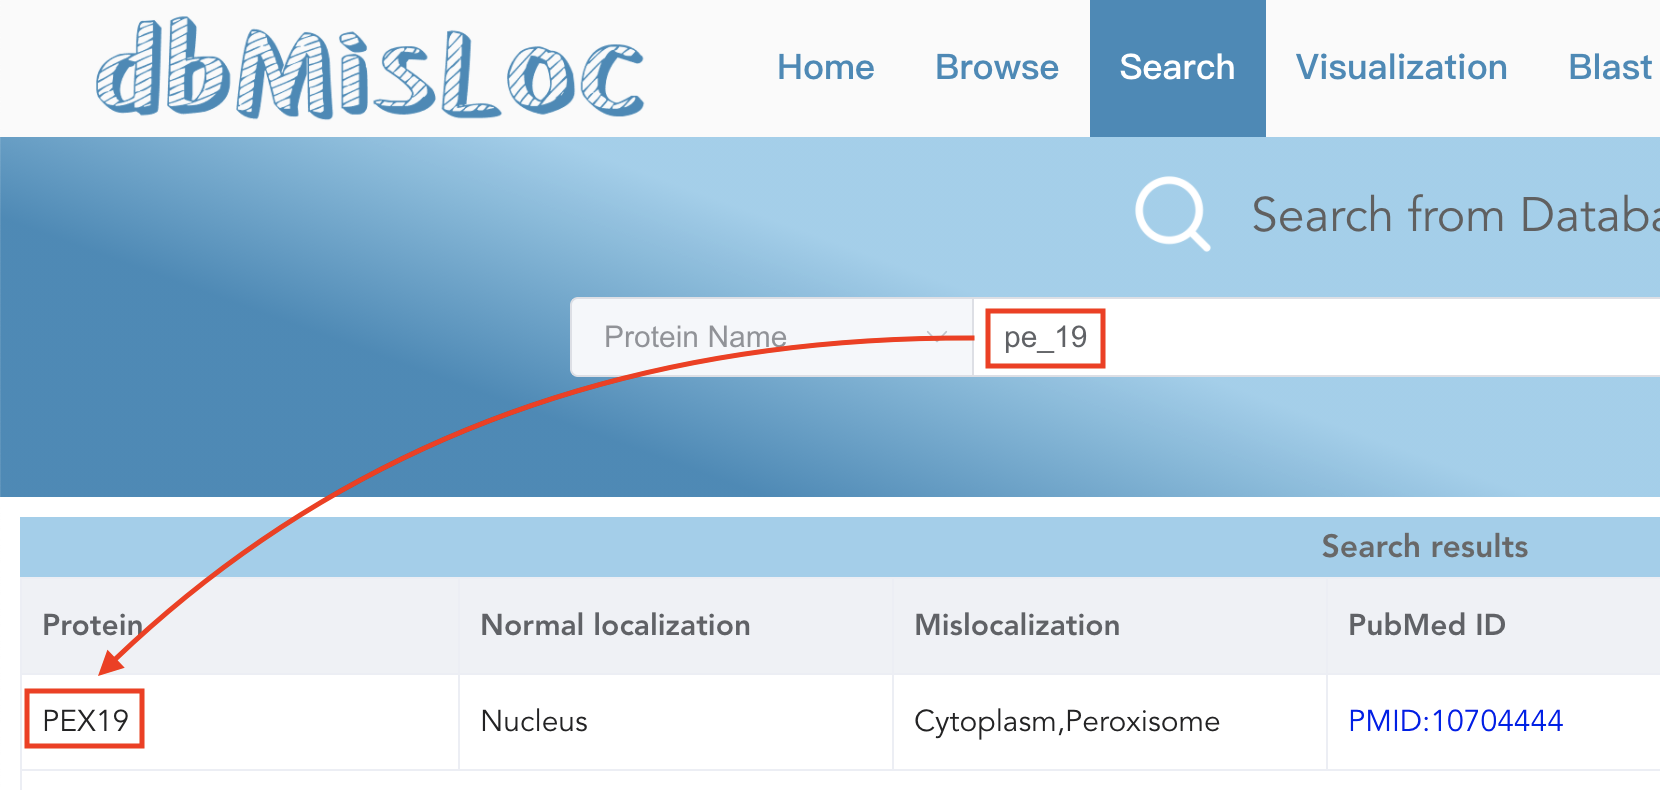 dbMisLoc
Home Browse Search Visualization Blast
Search from Databa
Protein Name pe_19
Search results
Protein Normal localization Mislocalization PubMed ID
PEX19 Nucleus Cytoplasm,Peroxisome PMID:10704444